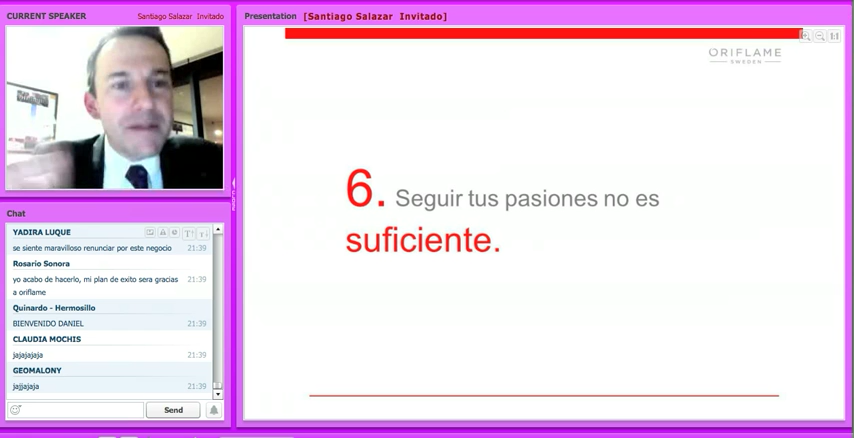 CURRENT SPEAKER
Santiago Salazar Invitado
Chat
YADIRA LUQUE
se siente maravilloso renunciar por este negocio 21:39
Rosario Sonora
yo acabo de hacerlo, mi plan de exito sera gracias 21:39
a oriflame
Quinardo - Hermosillo
BIENVENIDO DANIEL 21:39
CLAUDIA MOCHIS
jajajajaja 21:39
GEOMALONY
jajjajaja 21:39
Send
Presentation [Santiago Salazar Invitado]
ORIFLAME
SWEDEN
6. Seguir tus pasiones no es
suficiente.